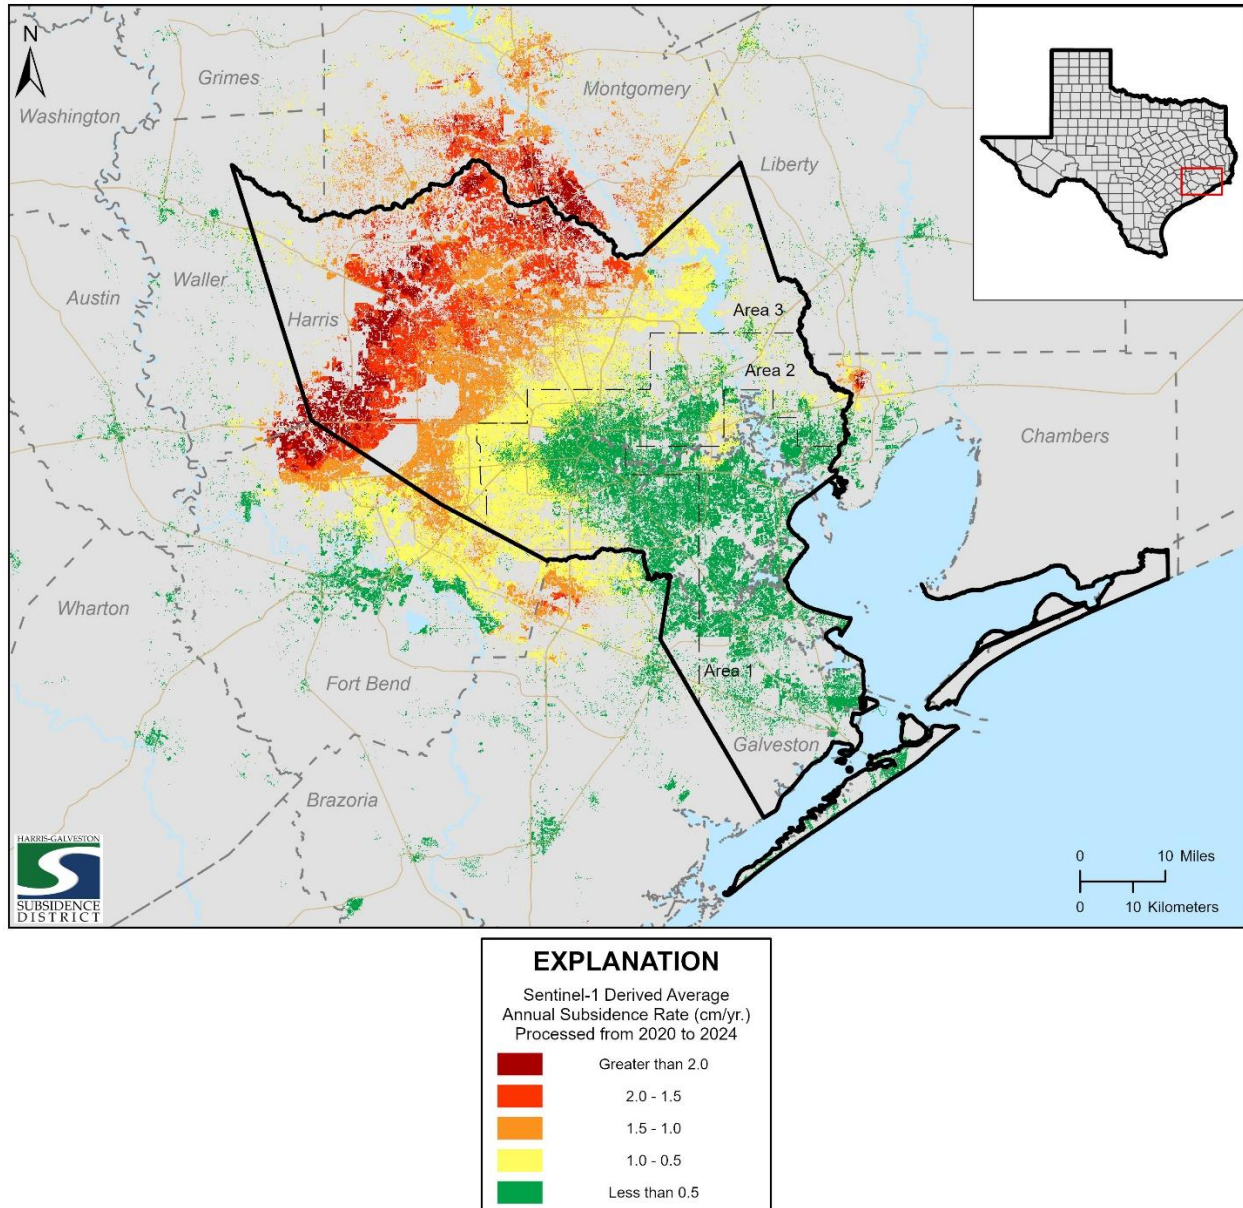 N
Grimes
Washington
Montgomery
Liberty
Waller
Austin
Harris
Area 3
Area 2
Chambers
Wharton
Fort Bend
Area 1
Galveston
Brazoria
HARRIS-GALVESTON
SUBSIDENCE
DISTRICT
0 10 Miles
0 10 Kilometers
EXPLANATION
Sentinel-1 Derived Average
Annual Subsidence Rate (cm/yr.)
Processed from 2020 to 2024
Greater than 2.0
2.0 - 1.5
1.5 - 1.0
1.0 - 0.5
Less than 0.5